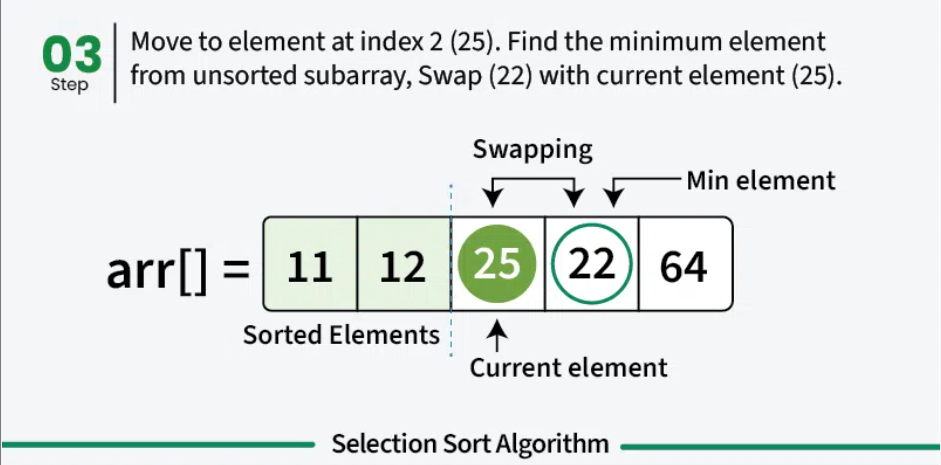 03
Step
Move to element at index 2 (25). Find the minimum element
from unsorted subarray, Swap (22) with current element (25).
Swapping
Min element
arr[] = 11 12 25 22 64
Sorted Elements
Current element
Selection Sort Algorithm